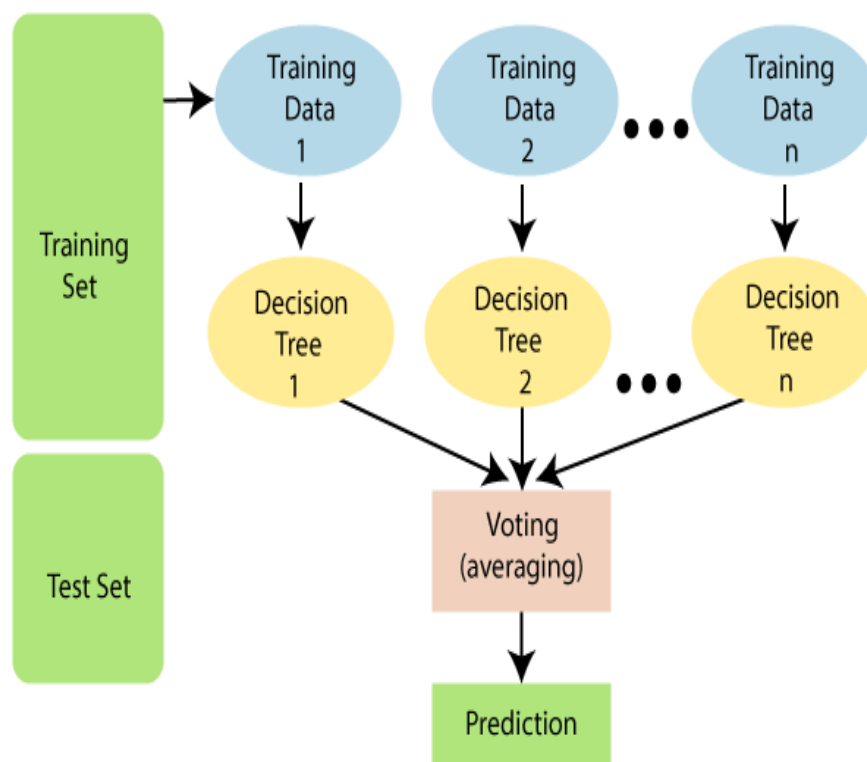 Training
Set
Test Set
Training
Data
1
Training
Data
2
Training
Data
n
Decision
Tree
1
Decision
Tree
2
Decision
Tree
n
Voting
(averaging)
Prediction